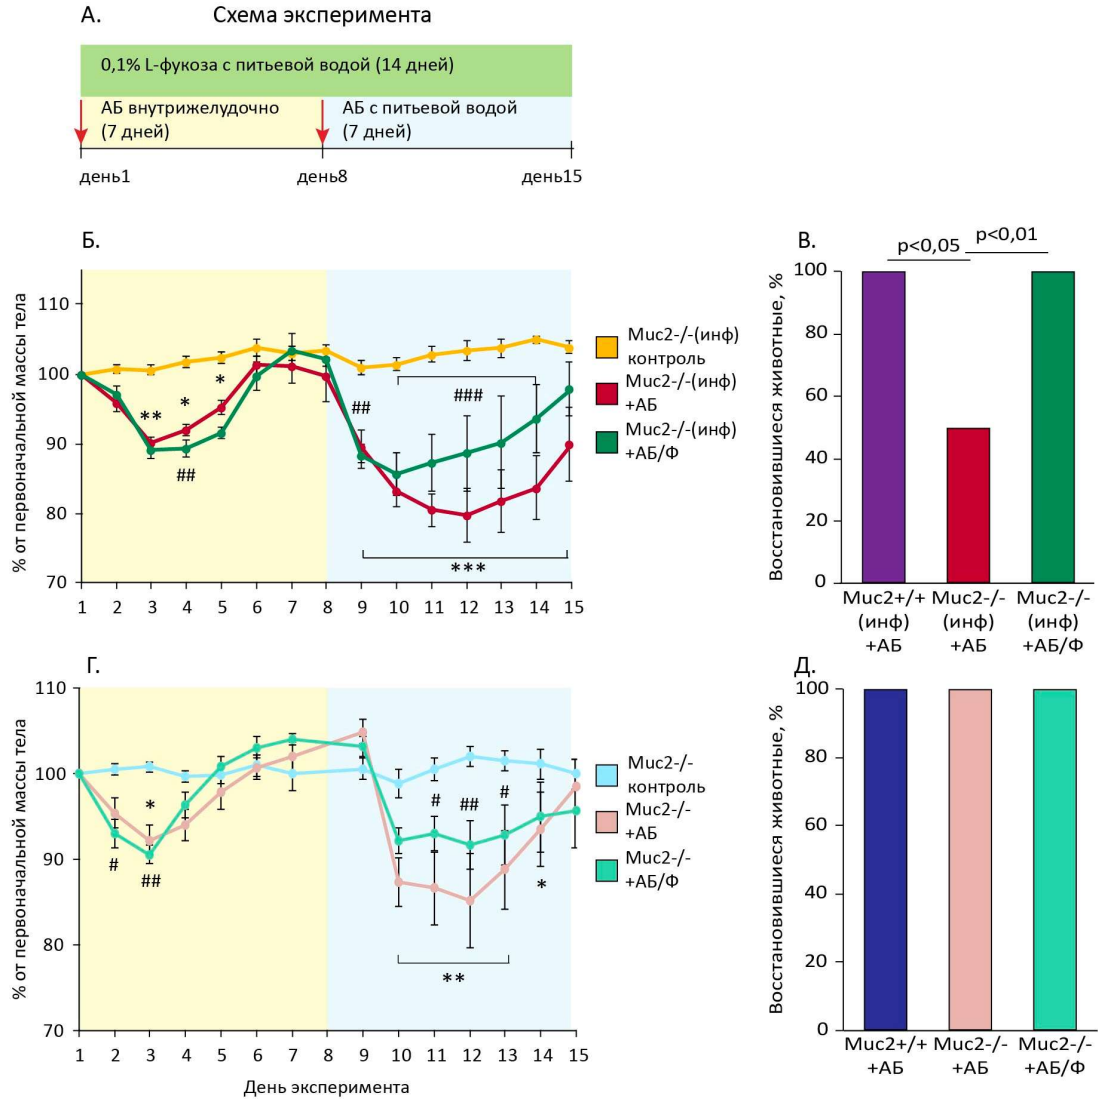 А.
Схема эксперимента
0,1% L-фукоза с питьевой водой (14 дней)
АБ внутрижелудочно
(7 дней)
АБ с питьевой водой
(7 дней)
день1
день8
день15
Б.
% от первоначальной массы тела
110
100
90
80
70
**
*
*
##
##
###
***
1 2 3 4 5 6 7 8 9 10 11 12 13 14 15
Muc2-/-(инф)
контроль
Muc2-/-(инф)
+АБ
Muc2-/-(инф)
+АБ/Ф
В.
p<0,05
p<0,01
Восстановившиеся животные, %
100
80
60
40
20
0
Muc2+/+
(инф)
+АБ
Muc2-/-
(инф)
+АБ
Muc2-/-
(инф)
+АБ/Ф
Г.
% от первоначальной массы тела
110
100
90
80
70
#
*
##
#
##
#
*
**
1 2 3 4 5 6 7 8 9 10 11 12 13 14 15
День эксперимента
Muc2-/-
контроль
Muc2-/-
+АБ
Muc2-/-
+АБ/Ф
Д.
Восстановившиеся животные, %
100
80
60
40
20
0
Muc2+/+
+АБ
Muc2-/-
+АБ
Muc2-/-
+АБ/Ф